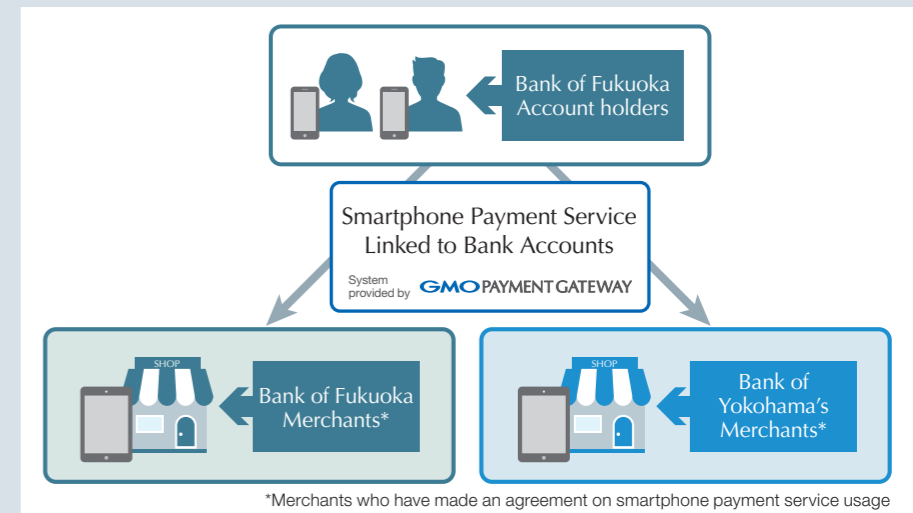 Bank of Fukuoka
Account holders
Smartphone Payment Service
Linked to Bank Accounts
System
provided by
GMO PAYMENT GATEWAY
SHOP
Bank of Fukuoka
Merchants*
SHOP
Bank of
Yokohama's
Merchants*
*Merchants who have made an agreement on smartphone payment service usage